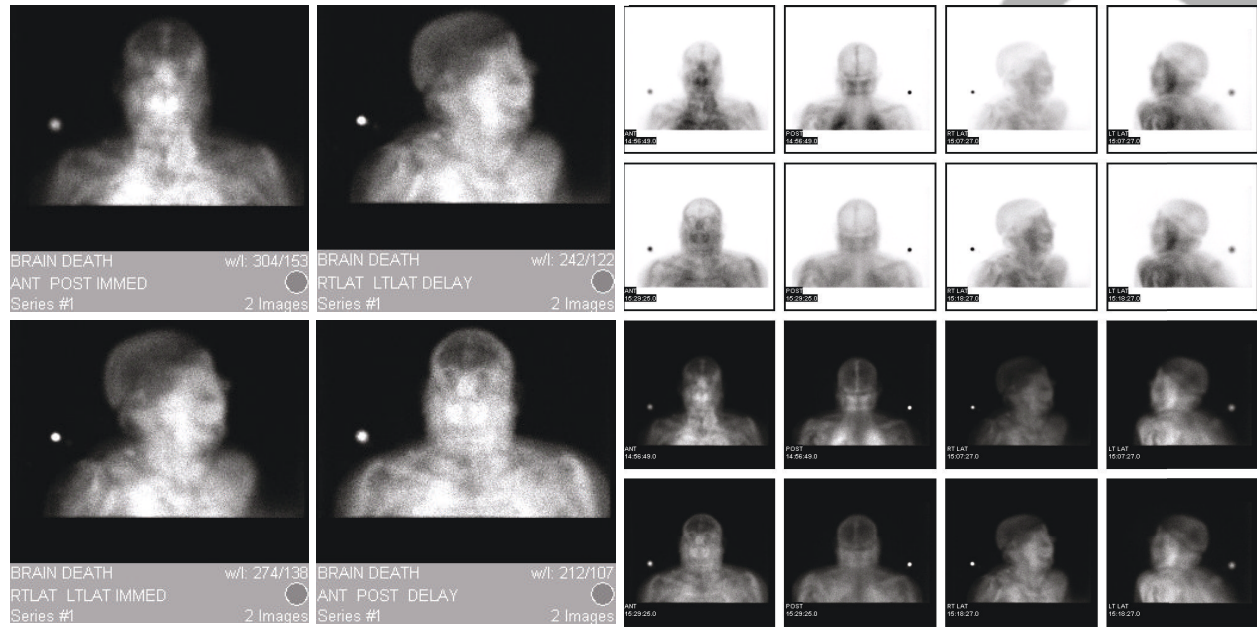 BRAIN DEATH w/l: 304/153
ANT POST IMMED
Series #1 2 Images
BRAIN DEATH w/l: 242/122
RTLAT LTLAT DELAY
Series #1 2 Images
BRAIN DEATH w/l: 274/138
RTLAT LTLAT IMMED
Series #1 2 Images
BRAIN DEATH w/l: 212/107
ANT POST DELAY
Series #1 2 Images
ANT
14:56:49.0
POST
14:56:49.0
RT LAT
15:07:27.0
LT LAT
15:07:27.0
ANT
15:29:25.0
POST
15:29:25.0
RT LAT
15:18:27.0
LT LAT
15:18:27.0
ANT
14:56:49.0
POST
14:56:49.0
RT LAT
15:07:27.0
LT LAT
15:07:27.0
ANT
15:29:25.0
POST
15:29:25.0
RT LAT
15:18:27.0
LT LAT
15:18:27.0